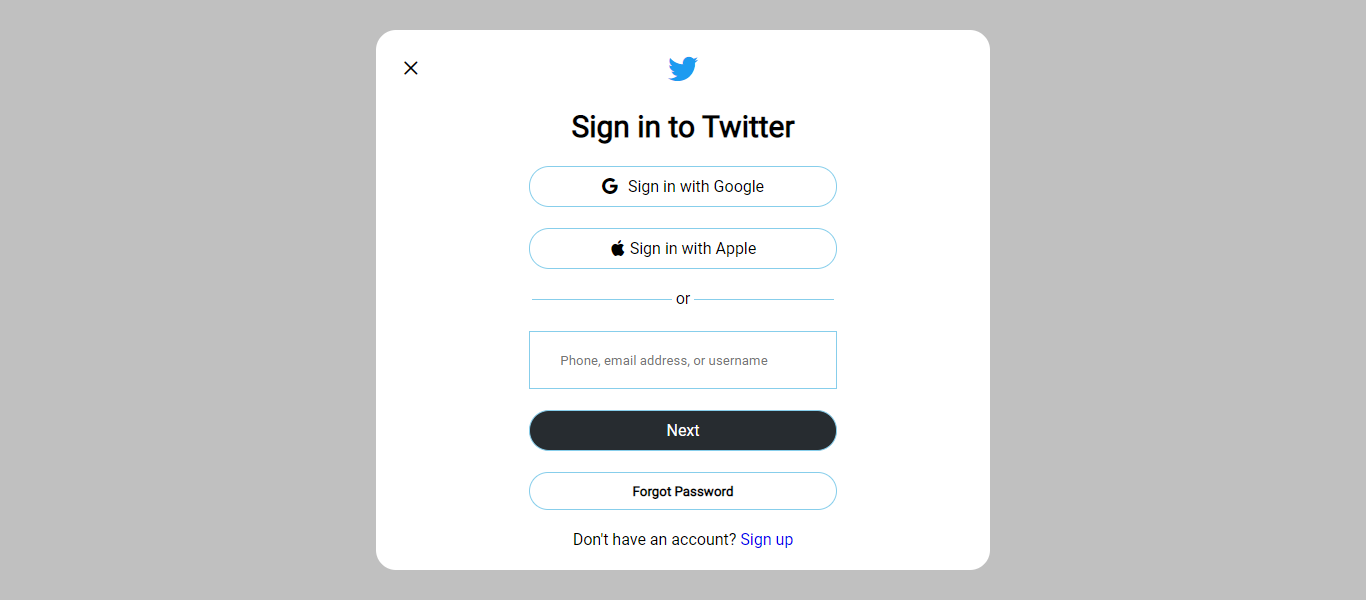 Sign in to Twitter
Sign in with Google
Sign in with Apple
or
Phone, email address, or username
Next
Forgot Password
Don't have an account? Sign up